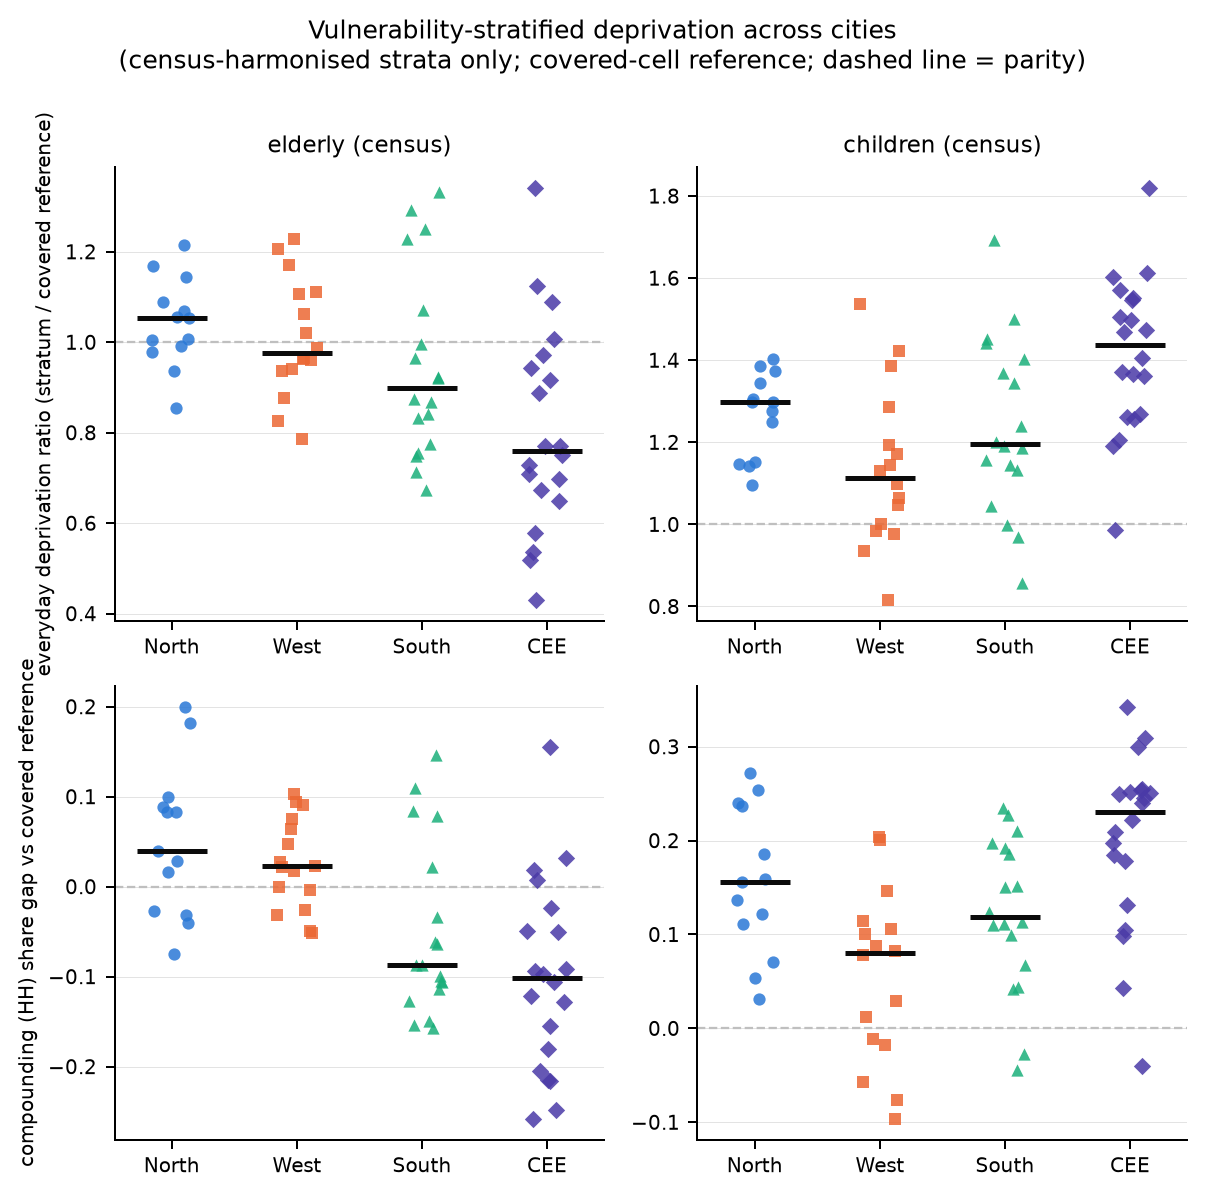 Vulnerability-stratified deprivation across cities
(census-harmonised strata only; covered-cell reference; dashed line = parity)
elderly (census)
everyday deprivation ratio (stratum / covered reference)
1.2
1.0
0.8
0.6
0.4
North West South CEE
children (census)
1.8
1.6
1.4
1.2
1.0
0.8
North West South CEE
compounding (HH) share gap vs covered reference
0.2
0.1
0.0
−0.1
−0.2
North West South CEE
0.3
0.2
0.1
0.0
−0.1
North West South CEE